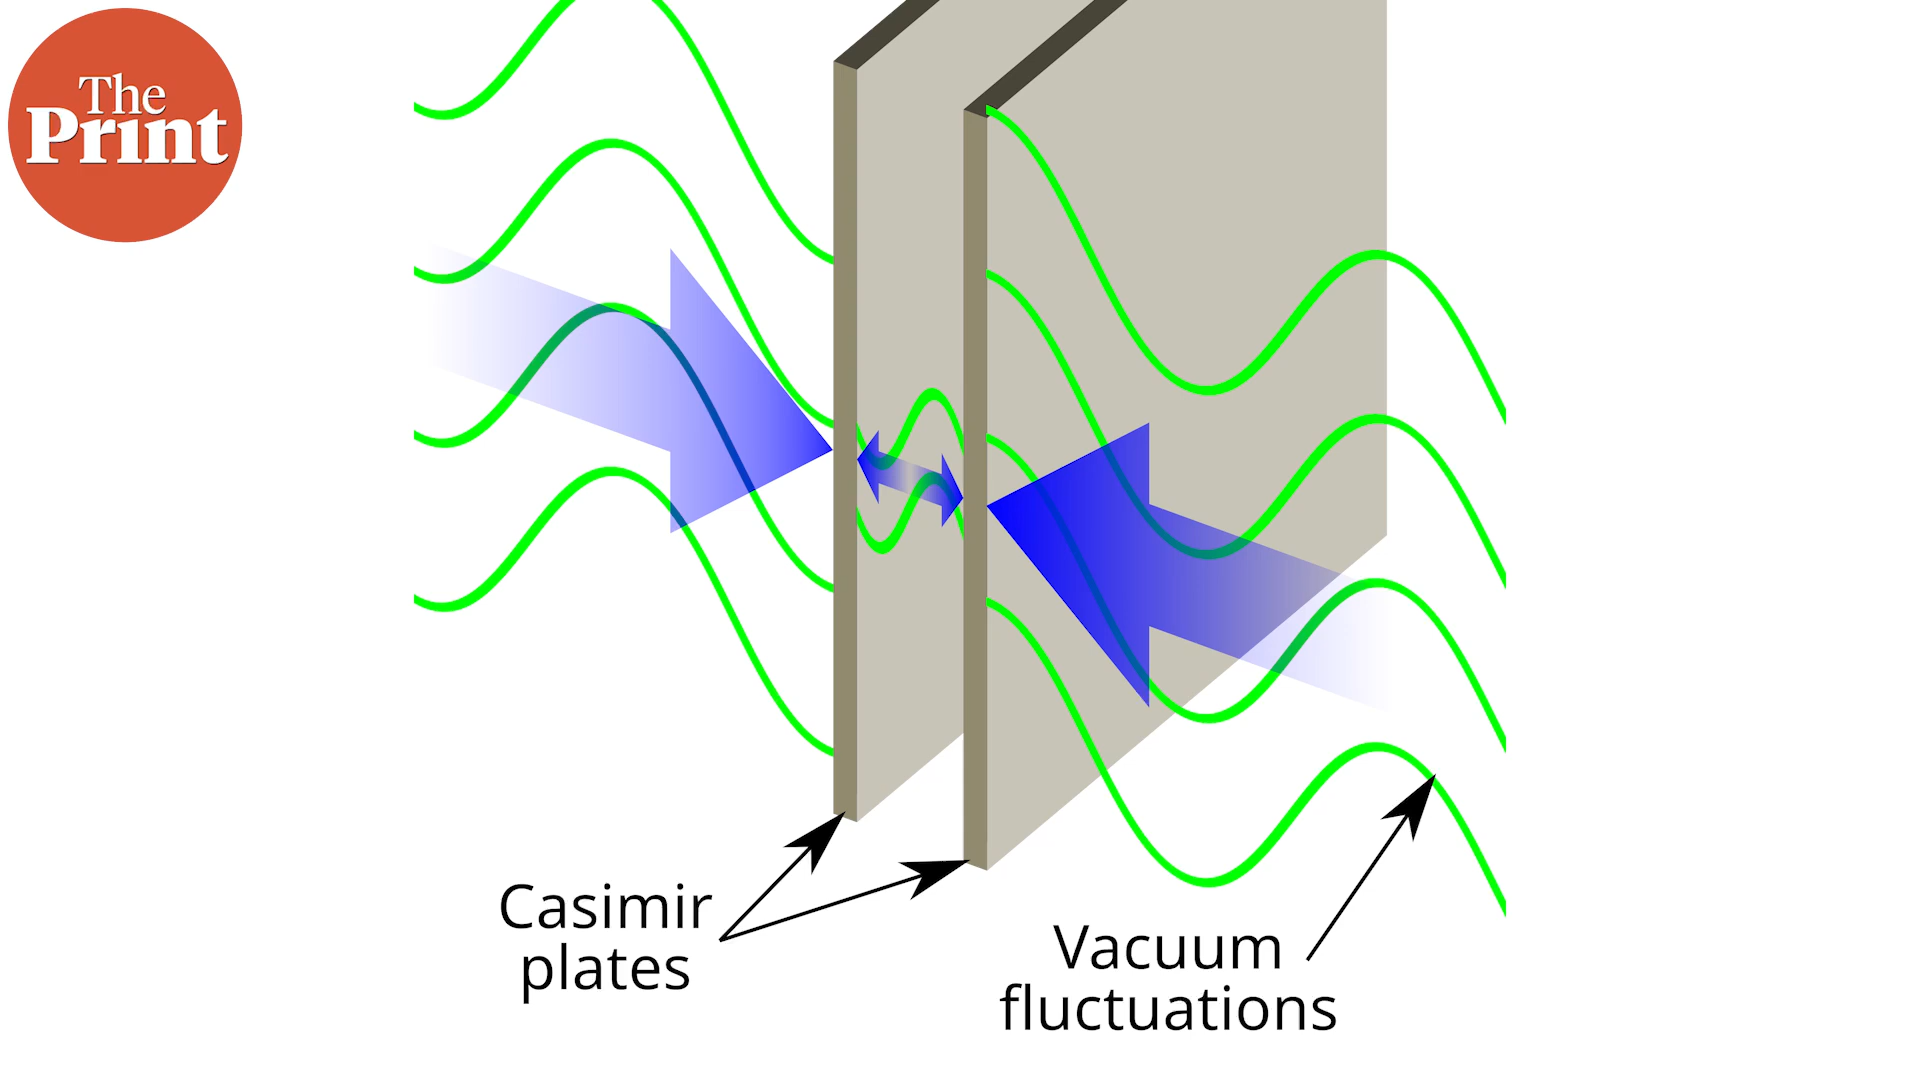 The
Print
Casimir
plates
Vacuum
fluctuations